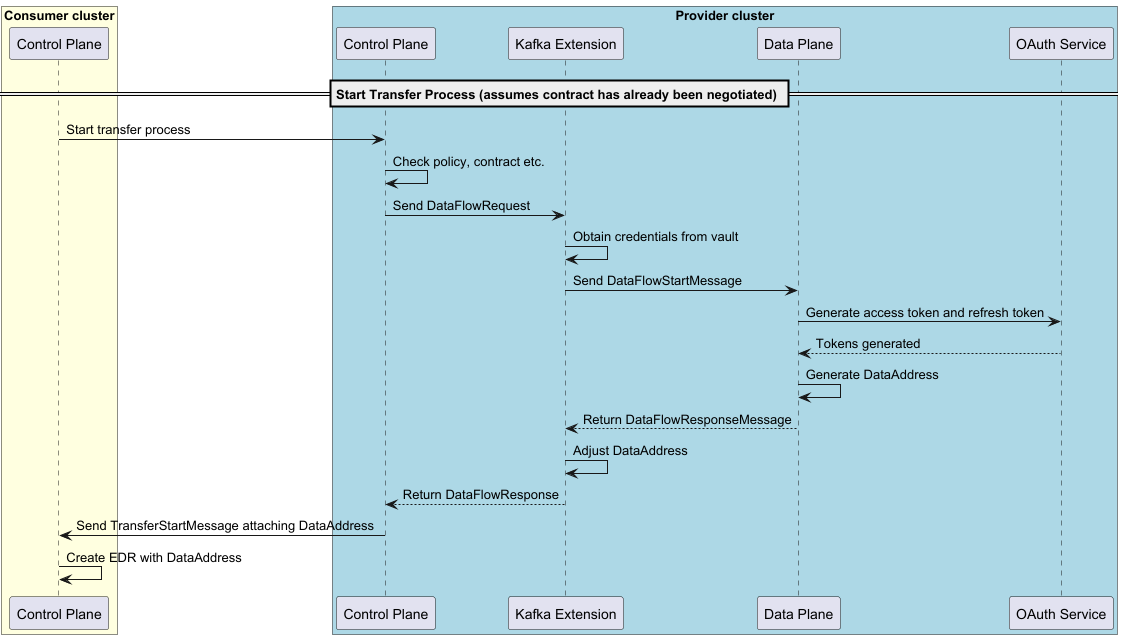 Consumer cluster
Provider cluster
Control Plane
Control Plane
Kafka Extension
Data Plane
OAuth Service
Start Transfer Process (assumes contract has already been negotiated)
Start transfer process
Check policy, contract etc.
Send DataFlowRequest
Obtain credentials from vault
Send DataFlowStartMessage
Generate access token and refresh token
Tokens generated
Generate DataAddress
Return DataFlowResponseMessage
Adjust DataAddress
Return DataFlowResponse
Send TransferStartMessage attaching DataAddress
Create EDR with DataAddress
Control Plane
Control Plane
Kafka Extension
Data Plane
OAuth Service